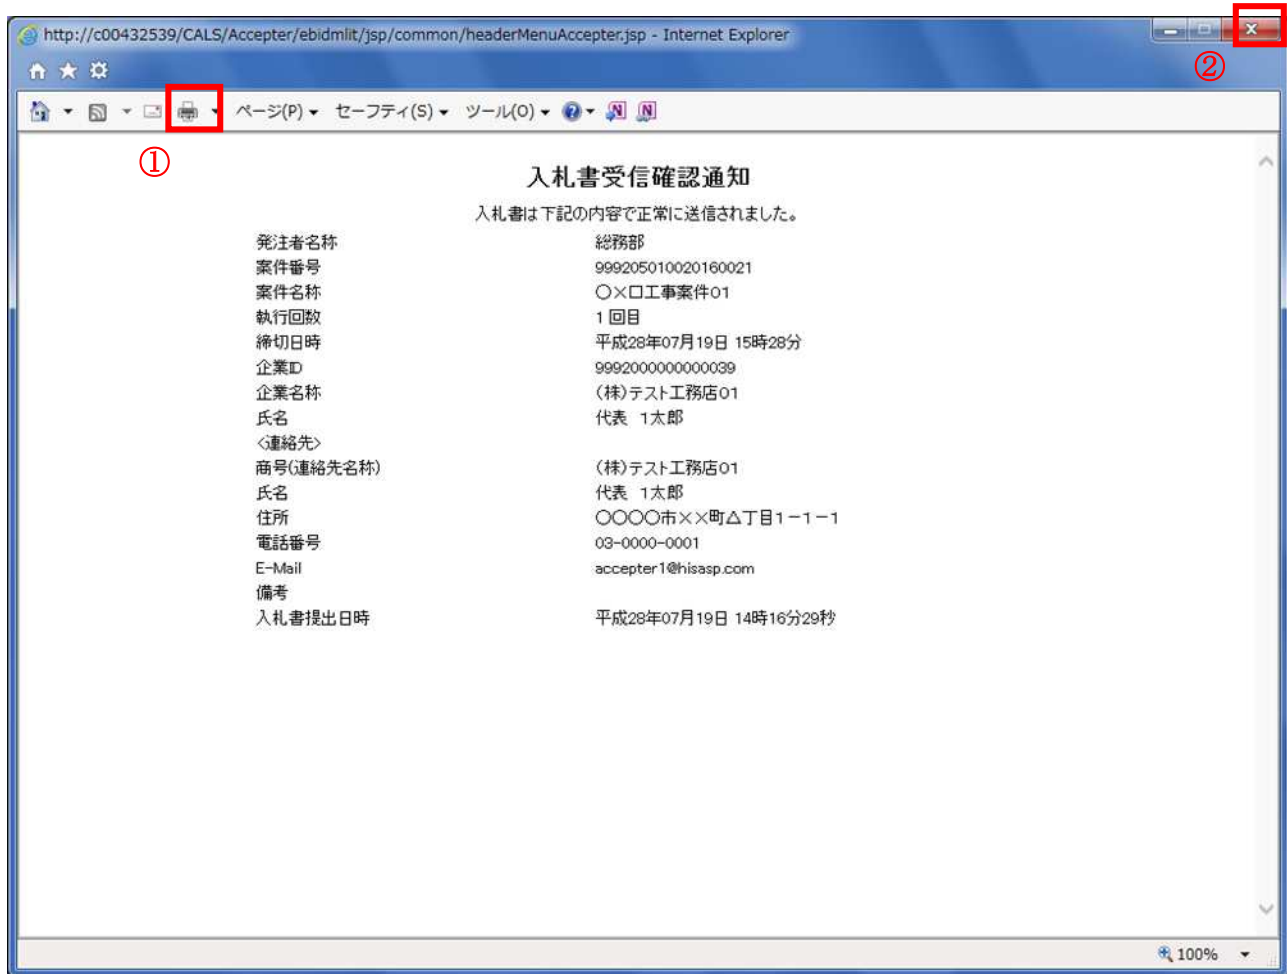 http://c00432539/CALS/Accepter/ebidmlit/jsp/common/headerMenuAccepter.jsp - Internet Explorer
②
ページ(P) セーフティ(S) ツール(O)
①
入札書受信確認通知
入札書は下記の内容で正常に送信されました。
発注者名称 総務部
案件番号 999205010020160021
案件名称 〇×口工事案件01
執行回数 1回目
締切日時 平成28年07月19日 15時28分
企業ID 9992000000000039
企業名称 (株)テスト工務店01
氏名 代表 1太郎
<連絡先>
商号(連絡先名称) (株)テスト工務店01
氏名 代表 1太郎
住所 〇〇〇〇市××町△丁目1-1-1
電話番号 03-0000-0001
E-Mail accepter1@hisasp.com
備考
入札書提出日時 平成28年07月19日 14時16分29秒
100%